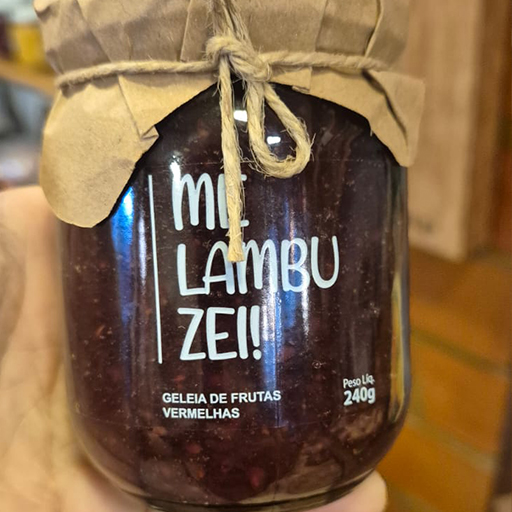 ME
LAMBU
ZEI!
GELEIA DE FRUTAS
VERMELHAS
Peso Líq.
240g